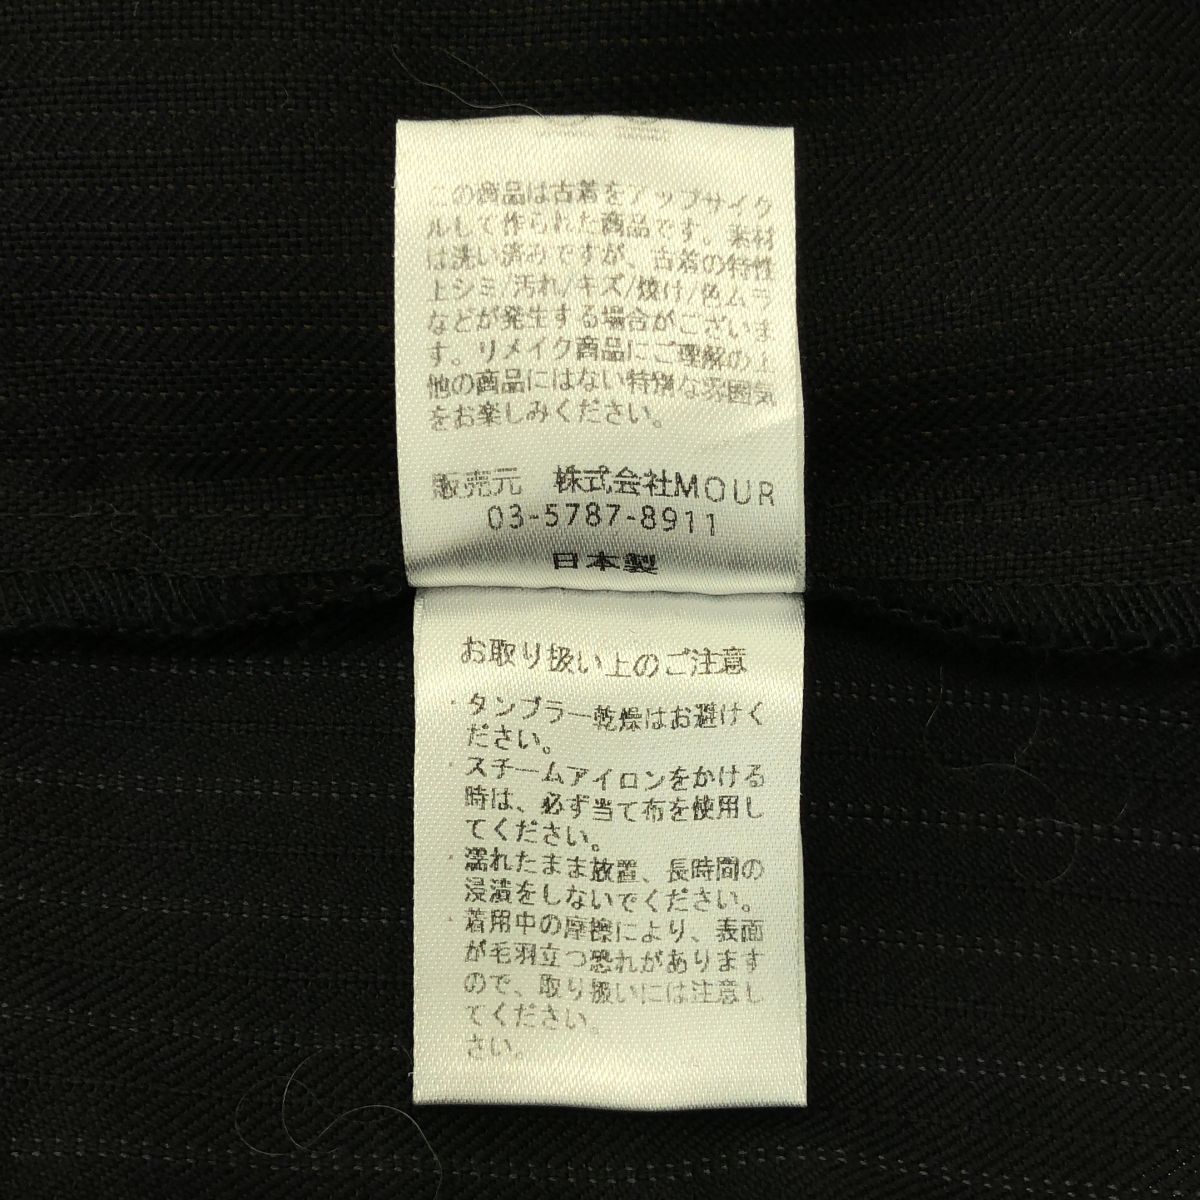 この商品は古着をアップサイク
ルして作られた商品です。素材
は洗い済みですが、古着の特性
上シミ/汚れ/キズ/焼け/色ムラ
などが発生する場合がございま
す。リメイク商品にご理解の上
他の商品にはない特別な雰囲気
をお楽しみください。
販売元　株式会社MOUR
03-5787-8911
日本製
お取り扱い上のご注意
・タンブラー乾燥はお避けく
ださい。
・スチームアイロンをかける
時は、必ず当て布を使用し
てください。
・濡れたまま放置、長時間の
浸漬をしないでください。
・着用中の摩擦により、表面
が毛羽立つ恐れがあります
ので、取り扱いには注意し
てください。
さい。